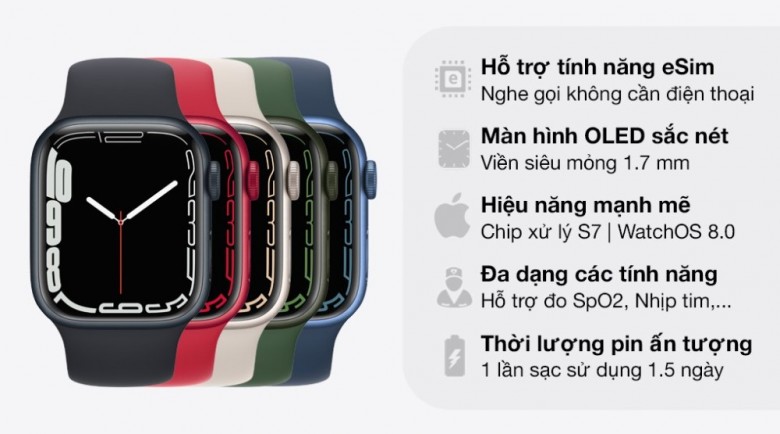 Hỗ trợ tính năng eSim
Nghe gọi không cần điện thoại
Màn hình OLED sắc nét
Viền siêu mỏng 1.7 mm
Hiệu năng mạnh mẽ
Chip xử lý S7 | WatchOS 8.0
Đa dạng các tính năng
Hỗ trợ đo SpO2, Nhịp tim,...
Thời lượng pin ấn tượng
1 lần sạc sử dụng 1.5 ngày